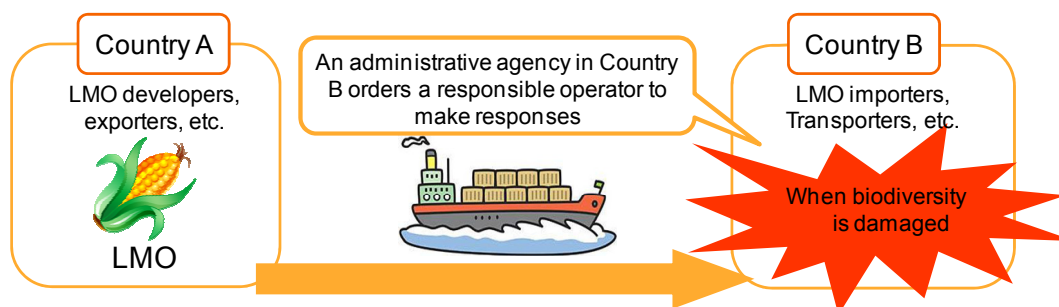 Country A
LMO developers,
exporters, etc.
LMO
An administrative agency in Country
B orders a responsible operator to
make responses
Country B
LMO importers,
Transporters, etc.
When biodiversity
is damaged